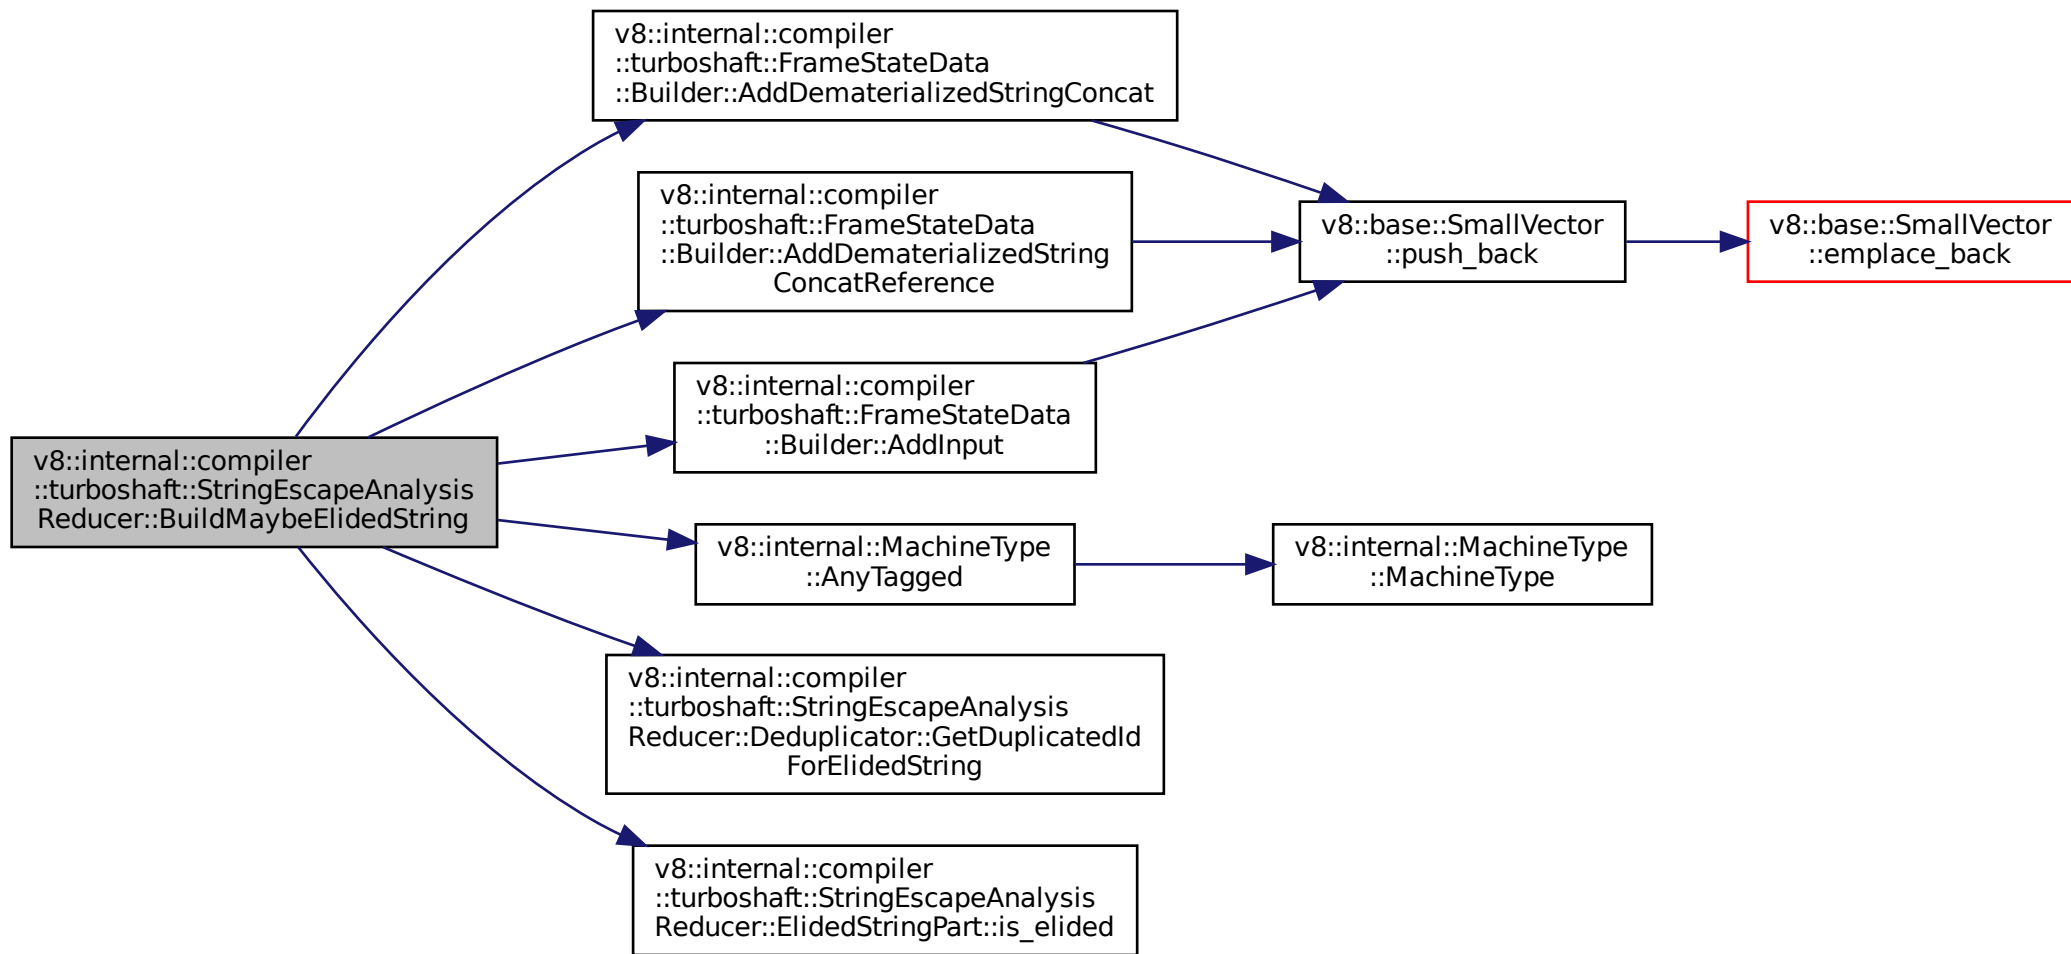 v8::internal::compiler
::turboshaft::FrameStateData
::Builder::AddDematerializedStringConcat
v8::internal::compiler
::turboshaft::FrameStateData
::Builder::AddDematerializedString
ConcatReference
v8::base::SmallVector
::push_back
v8::base::SmallVector
::emplace_back
v8::internal::compiler
::turboshaft::FrameStateData
::Builder::AddInput
v8::internal::compiler
::turboshaft::StringEscapeAnalysis
Reducer::BuildMaybeElidedString
v8::internal::MachineType
::AnyTagged
v8::internal::MachineType
::MachineType
v8::internal::compiler
::turboshaft::StringEscapeAnalysis
Reducer::Deduplicator::GetDuplicatedId
ForElidedString
v8::internal::compiler
::turboshaft::StringEscapeAnalysis
Reducer::ElidedStringPart::is_elided